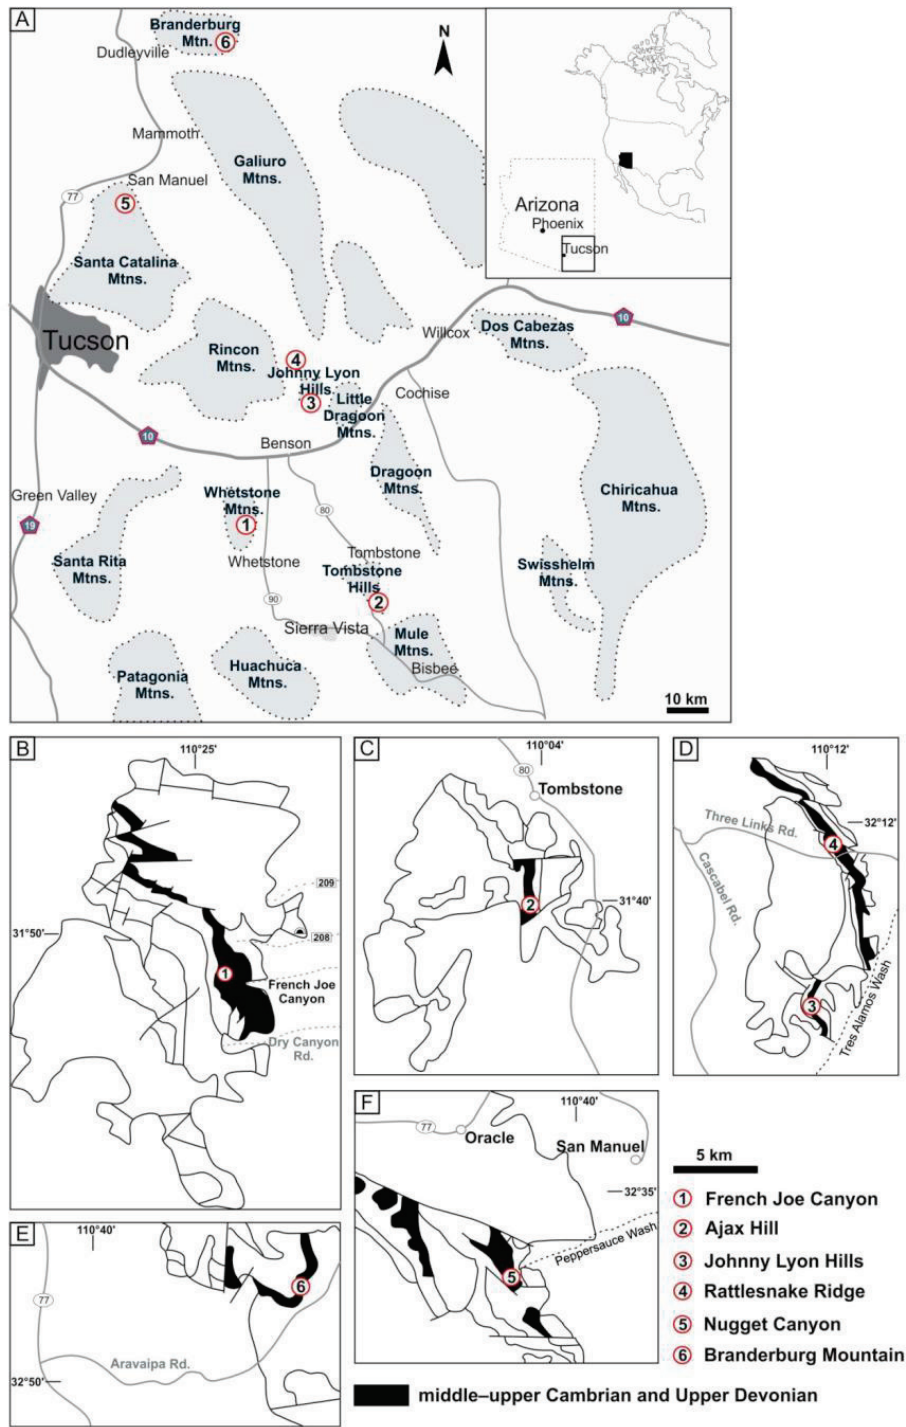 A
Branderburg
Mtn.
6
Dudleyville
N
Mammoth
Galiuro
Mtns.
77
San Manuel
5
Santa Catalina
Mtns.
Arizona
Phoenix
Tucson
Tucson
Rincon
Mtns.
4
Johnny Lyon
Hills
3
Little
Dragoon
Mtns.
Willcox
Dos Cabezas
Mtns.
10
Cochise
10
Benson
Green Valley
19
Whetstone
Mtns.
1
Whetstone
80
Dragoon
Mtns.
Chiricahua
Mtns.
Santa Rita
Mtns.
Tombstone
Tombstone
Hills
2
Swisshelm
Mtns.
90
Sierra Vista
Mule
Mtns.
Bisbee
Patagonia
Mtns.
Huachuca
Mtns.
10 km
B
110°25'
209
208
31°50'
1
French Joe
Canyon
Dry Canyon
Rd.
C
110°04'
80
Tombstone
31°40'
2
D
110°12'
Three Links Rd.
32°12'
4
Cascabel Rd.
3
Tres Alamos Wash
E
110°40'
6
77
Aravaipa Rd.
32°50'
F
110°40'
77
Oracle
San Manuel
32°35'
Peppersauce Wash
5
5 km
1 French Joe Canyon
2 Ajax Hill
3 Johnny Lyon Hills
4 Rattlesnake Ridge
5 Nugget Canyon
6 Branderburg Mountain
middle–upper Cambrian and Upper Devonian